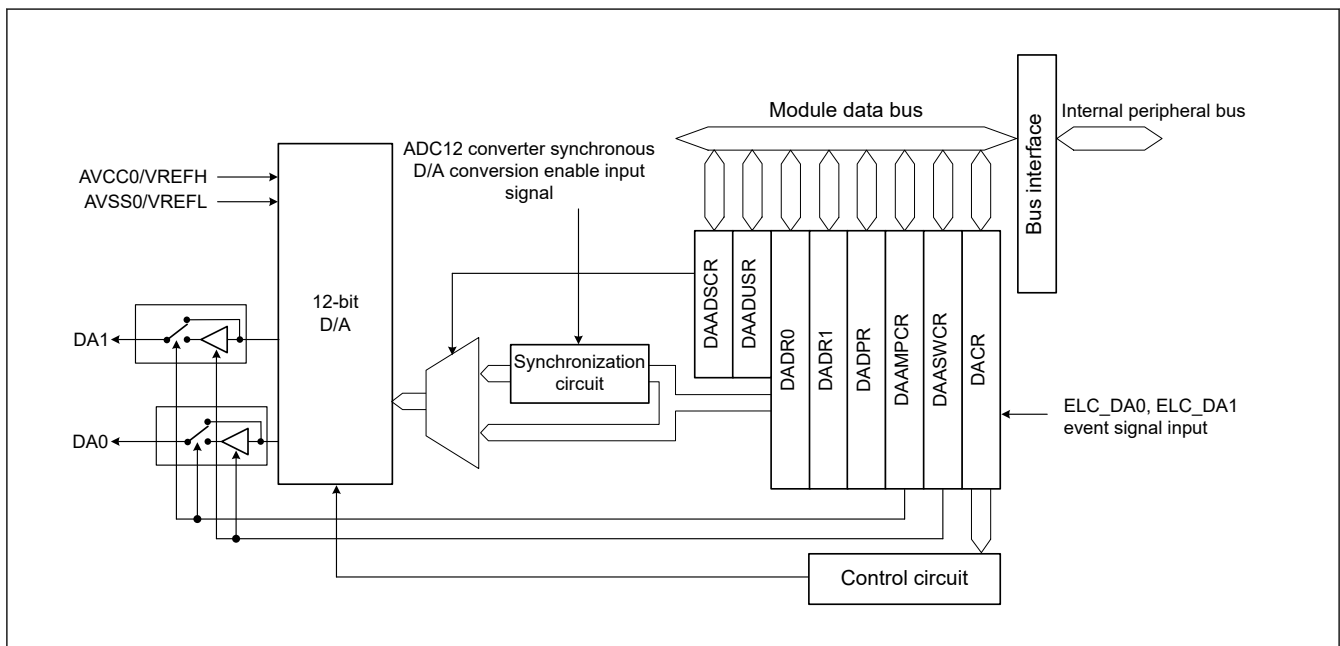 Module data bus
Internal peripheral bus
Bus interface
ADC12 converter synchronous
D/A conversion enable input
signal
AVCC0/VREFH
AVSS0/VREFL
12-bit
D/A
DA1
DA0
Synchronization
circuit
DAADSCR
DAADUSR
DADR0
DADR1
DADPR
DAAMPCR
DAASWCR
DACR
ELC_DA0, ELC_DA1
event signal input
Control circuit